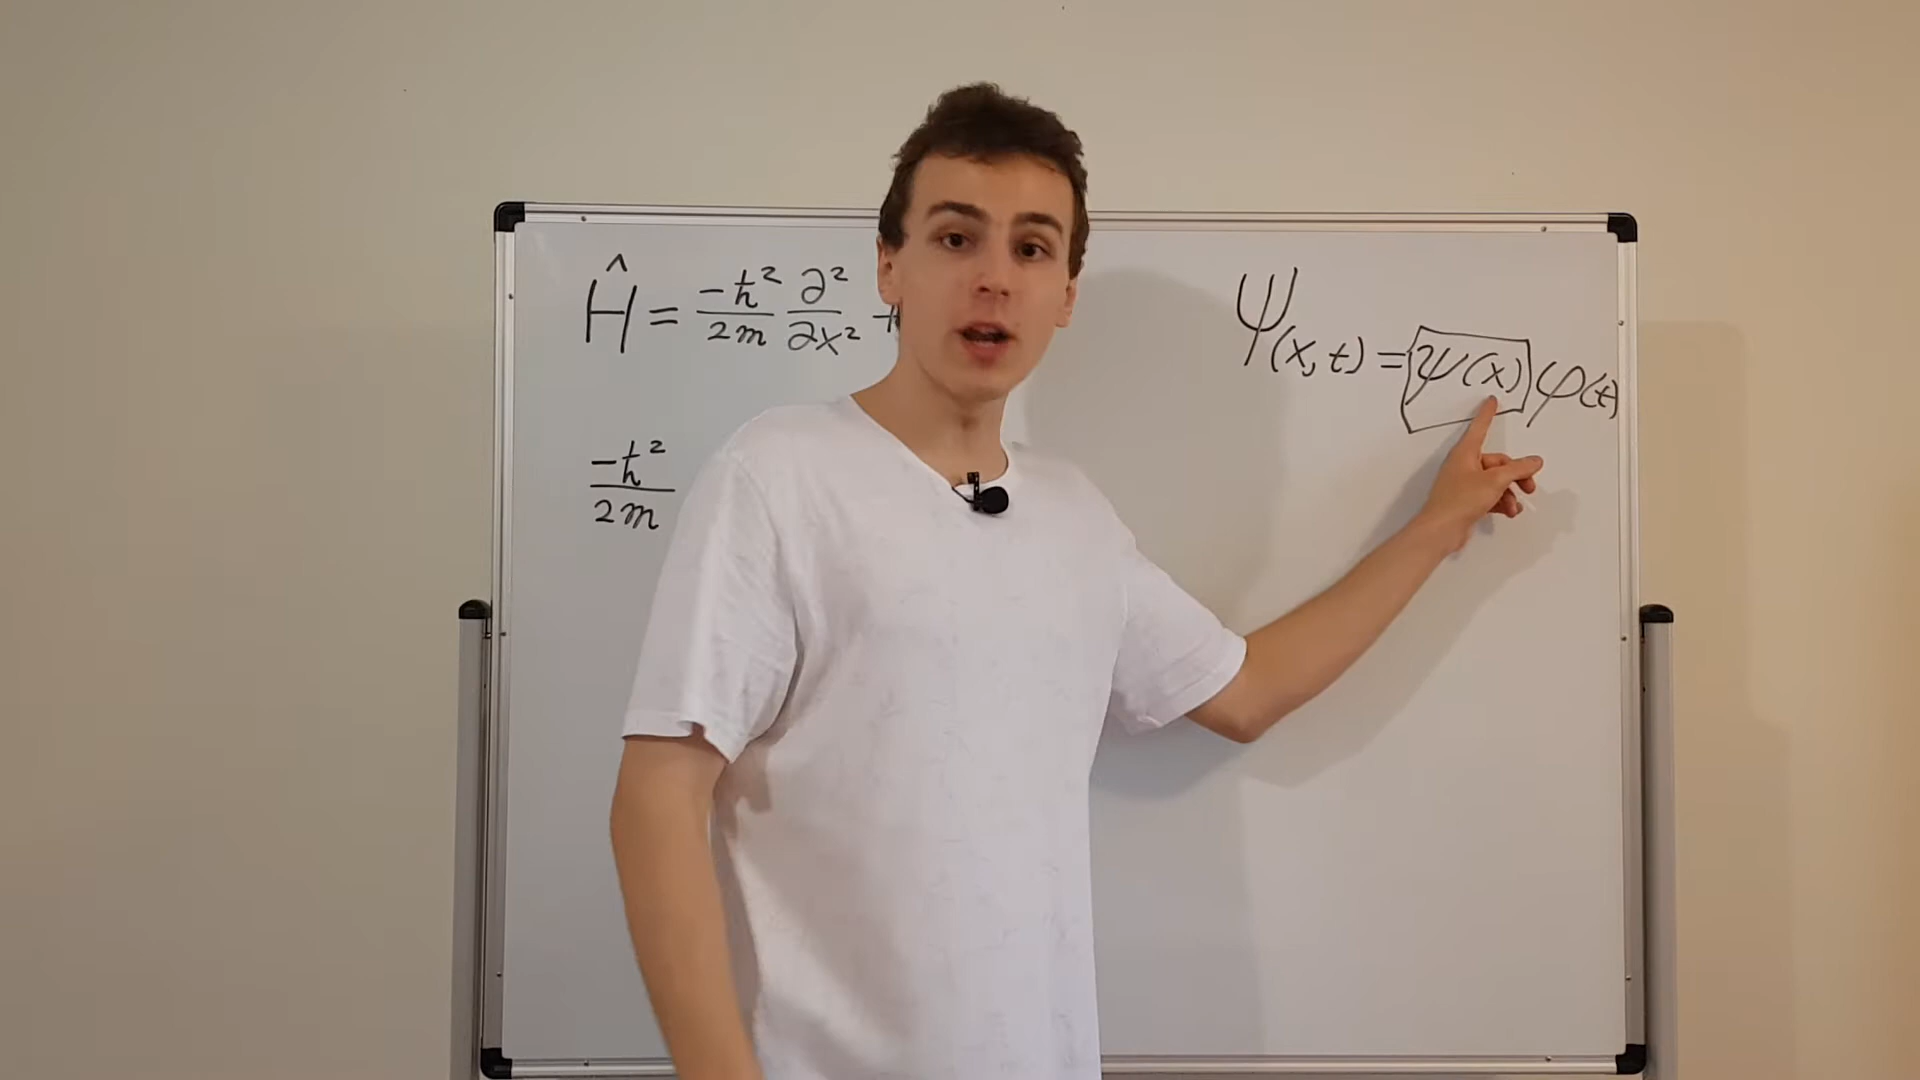 Ĥ = -ħ²/2m ∂²/∂x² +
Ψ(x,t) = ψ(x) φ(t)
-ħ²/2m